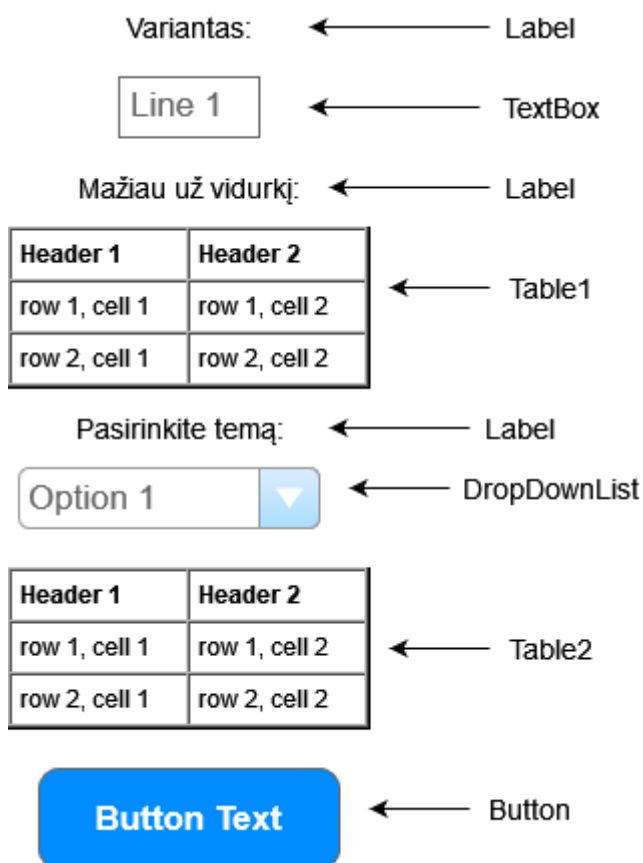 Variantas: Label
Line 1 TextBox
Mažiau už vidurkį: Label
Header 1 Header 2
row 1, cell 1 row 1, cell 2
Table1
row 2, cell 1 row 2, cell 2
Pasirinkite temą: Label
Option 1 DropDownList
Header 1 Header 2
row 1, cell 1 row 1, cell 2
Table2
row 2, cell 1 row 2, cell 2
Button Text Button